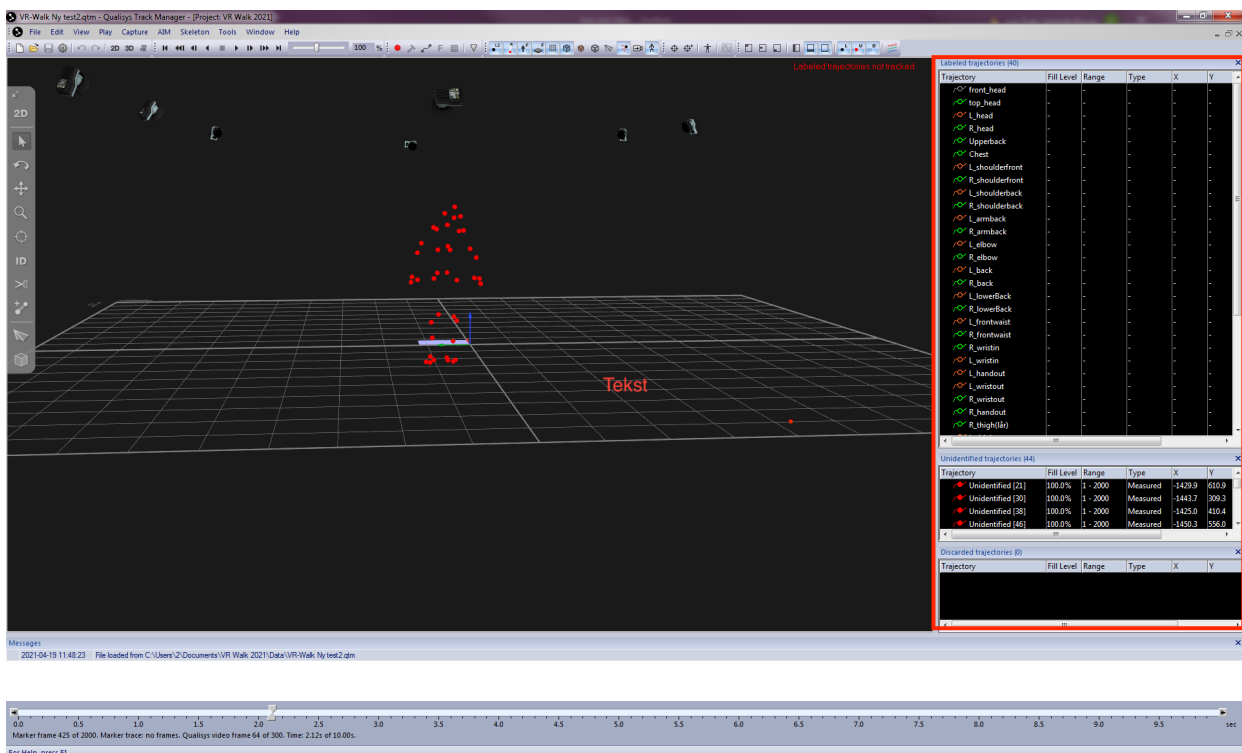 VR-Walk Ny test2.qtm - Qualisys Track Manager - [Project: VR Walk 2021]
File Edit View Play Capture AIM Skeleton Tools Window Help
2D 3D 100 % F
Labeled trajectories not tracked
2D
ID
Tekst
Labeled trajectories (40)
Trajectory Fill Level Range Type X Y
front_head - - - - -
top_head - - - - -
L_head - - - - -
R_head - - - - -
Upperback - - - - -
Chest - - - - -
L_shoulderfront - - - - -
R_shoulderfront - - - - -
L_shoulderback - - - - -
R_shoulderback - - - - -
L_armback - - - - -
R_armback - - - - -
L_elbow - - - - -
R_elbow - - - - -
L_back - - - - -
R_back - - - - -
L_lowerBack - - - - -
R_lowerBack - - - - -
L_frontwaist - - - - -
R_frontwaist - - - - -
R_wristin - - - - -
L_wristin - - - - -
L_handout - - - - -
L_wristout - - - - -
R_wristout - - - - -
R_handout - - - - -
R_thigh(lår) - - - - -
Unidentified trajectories (44)
Trajectory Fill Level Range Type X Y
Unidentified [21] 100.0% 1 - 2000 Measured -1429.9 610.9
Unidentified [30] 100.0% 1 - 2000 Measured -1443.7 309.3
Unidentified [38] 100.0% 1 - 2000 Measured -1425.0 410.4
Unidentified [46] 100.0% 1 - 2000 Measured -1450.3 556.0
Discarded trajectories (0)
Trajectory Fill Level Range Type X Y
Messages
2021-04-19 11:48:23 File loaded from C:\Users\2\Documents\VR Walk 2021\Data\VR-Walk Ny test2.qtm
0.0 0.5 1.0 1.5 2.0 2.5 3.0 3.5 4.0 4.5 5.0 5.5 6.0 6.5 7.0 7.5 8.0 8.5 9.0 9.5 sec
Marker frame 425 of 2000. Marker trace: no frames. Qualisys video frame 64 of 300. Time: 2.12s of 10.00s.
For Help, press F1